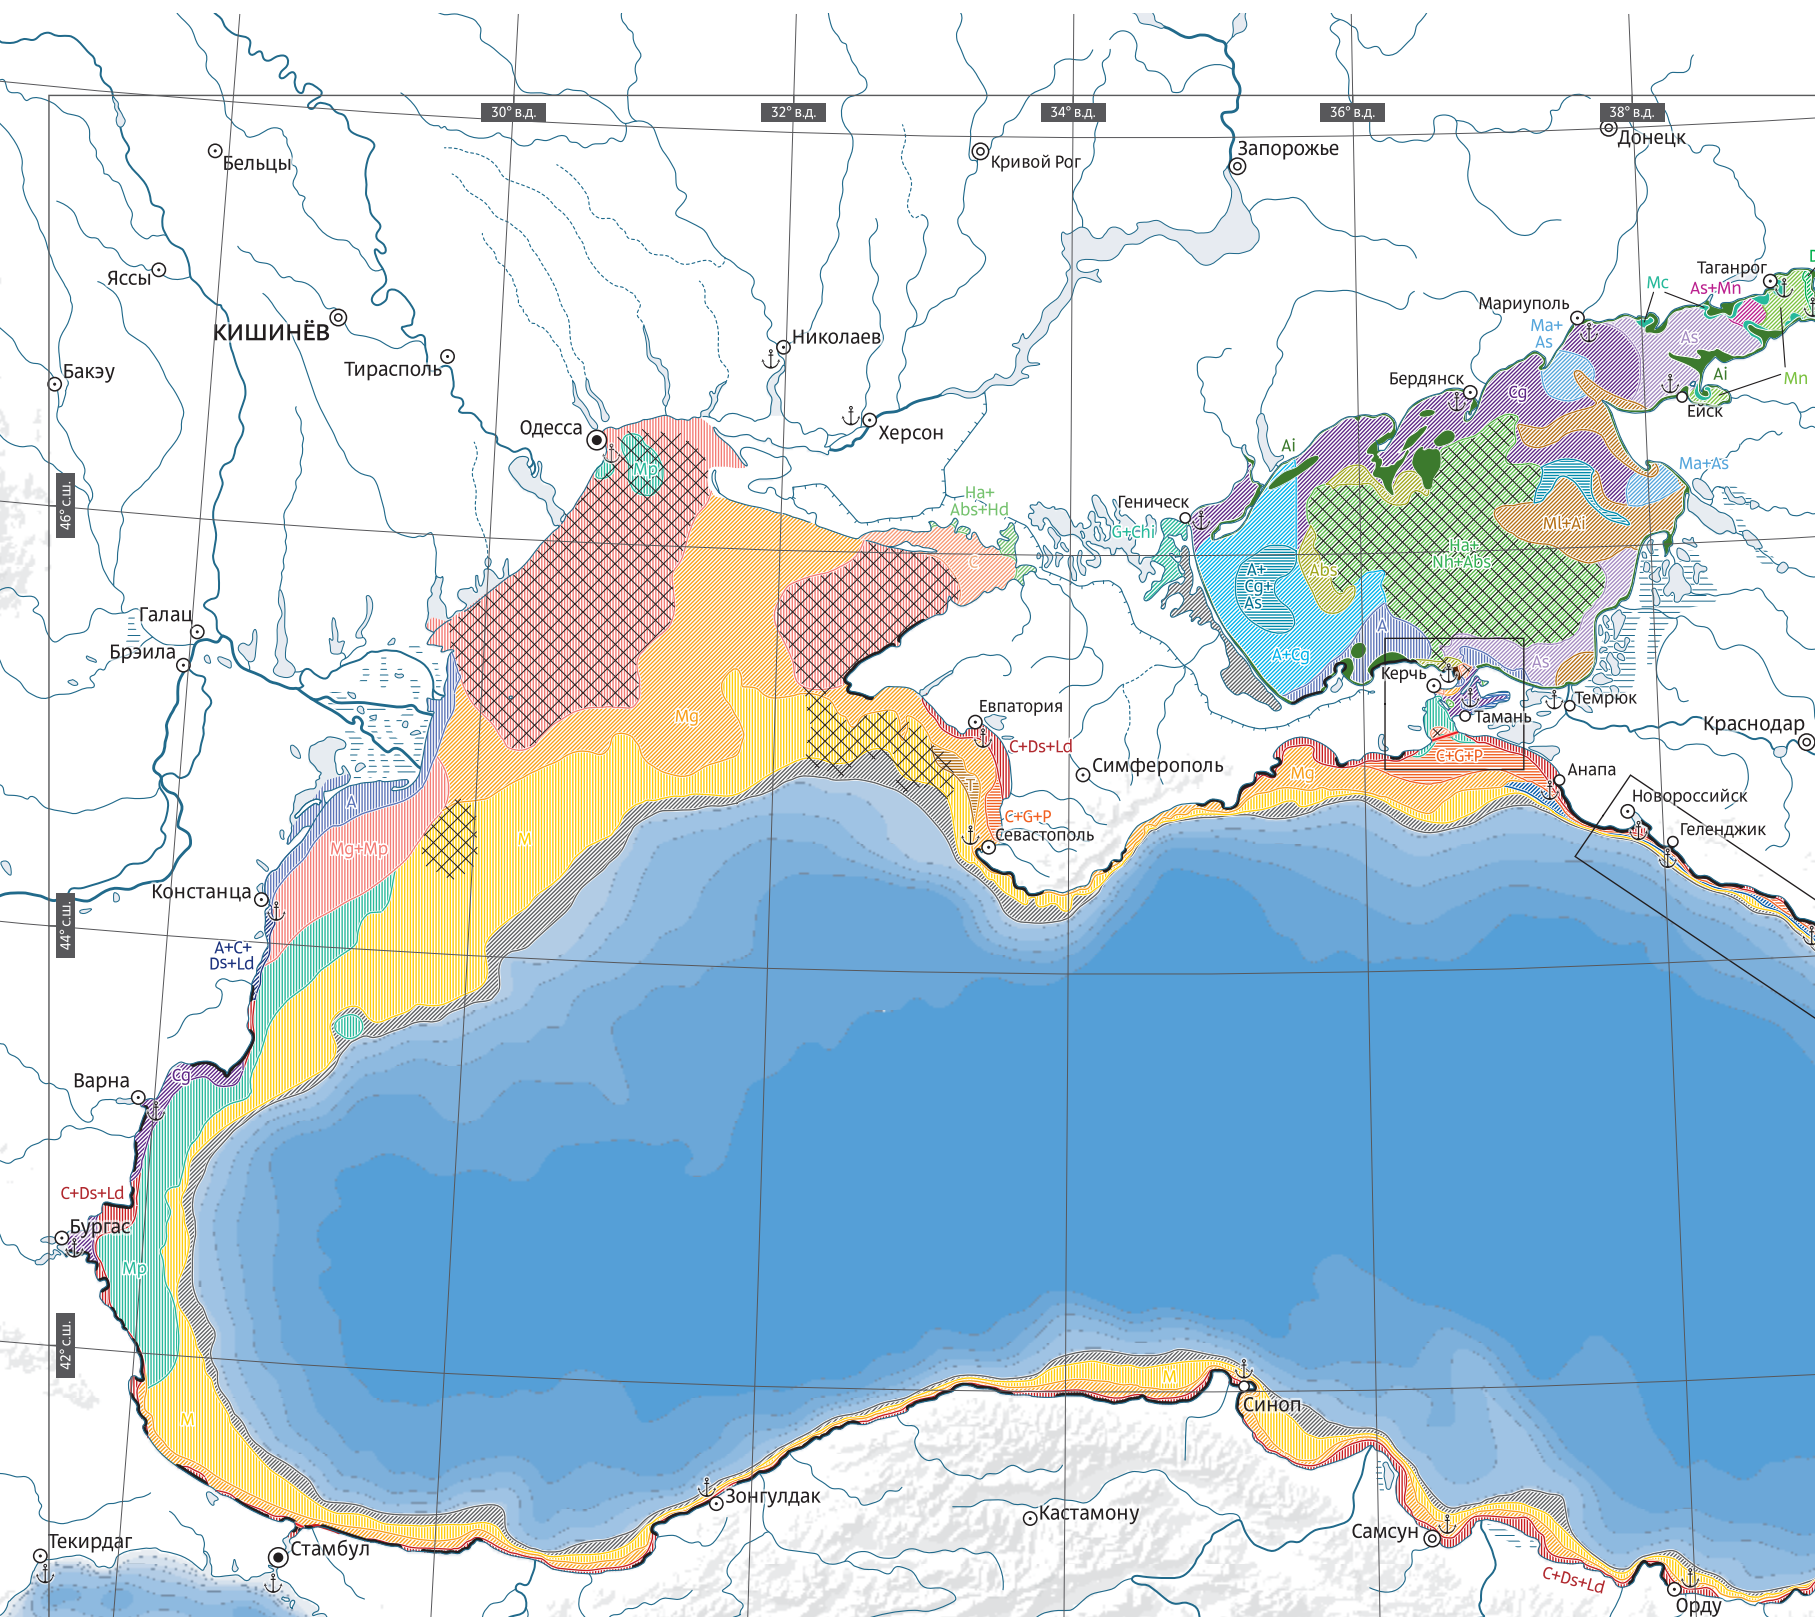 30° в.д.
32° в.д.
34° в.д.
36° в.д.
38° в.д.
Донецк
Бельцы
Кривой Рог
Запорожье
Яссы
Таганрог
Mc
As+Mn
D
Мариуполь
КИШИНЁВ
Николаев
Ma+
As
As
Бакэу
Тирасполь
Бердянск
Cg
Ai
Mn
Ейск
Одесса
Херсон
Ai
Mp
Ma+As
46° с.ш.
Ha+
Abs+Hd
Геническ
G+Chl
Ml+Ai
C
Ha+
Nh+Abs
A+
Cg+
As
Abs
Галац
A
Брэила
A+Cg
As
Керчь
Темрюк
Евпатория
Тамань
Mg
Краснодар
C+Ds+Ld
C+G+P
Симферополь
Mg
Анапа
T
A
Новороссийск
C+G+P
Севастополь
Геленджик
M
Mg+Mp
Констанца
44° с.ш.
A+C+
Ds+Ld
Cg
Варна
C+Ds+Ld
Бургас
Mp
42° с.ш.
M
Синоп
M
Зонгулдак
Кастамону
Самсун
Текирдаг
Стамбул
C+Ds+Ld
Орду